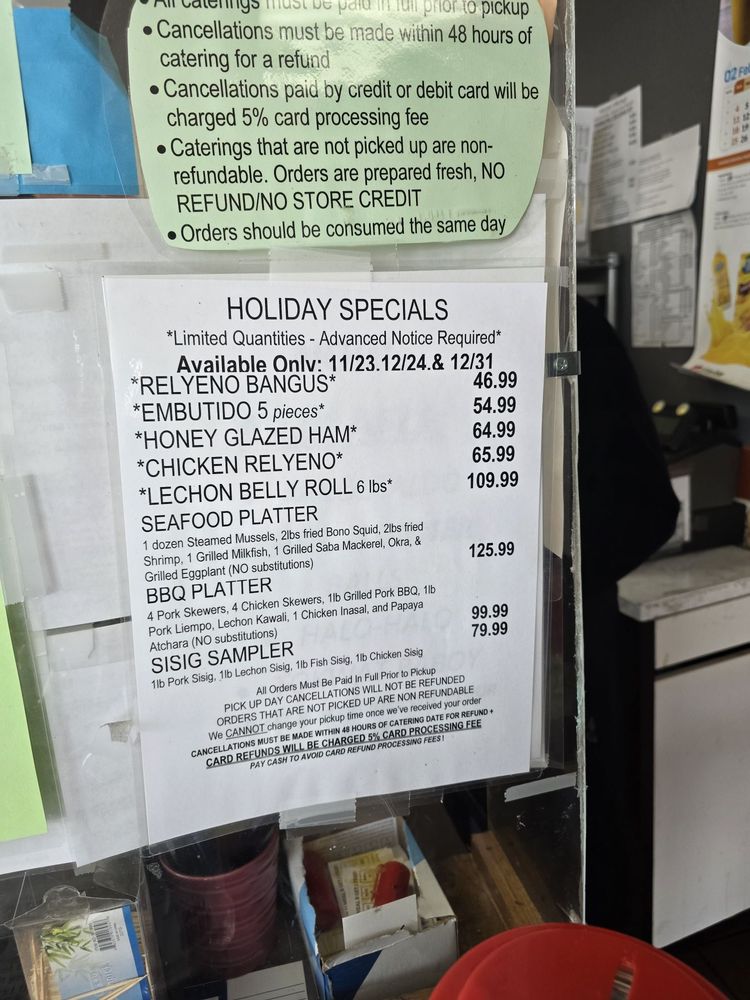 • All caterings must be paid in full prior to pickup
• Cancellations must be made within 48 hours of
catering for a refund
• Cancellations paid by credit or debit card will be
charged 5% card processing fee
• Caterings that are not picked up are non-
refundable. Orders are prepared fresh, NO
REFUND/NO STORE CREDIT
• Orders should be consumed the same day
HOLIDAY SPECIALS
*Limited Quantities - Advanced Notice Required*
Available Only: 11/23,12/24,& 12/31
*RELYENO BANGUS* 46.99
*EMBUTIDO 5 pieces* 54.99
*HONEY GLAZED HAM* 64.99
*CHICKEN RELYENO* 65.99
*LECHON BELLY ROLL 6 lbs* 109.99
SEAFOOD PLATTER
1 dozen Steamed Mussels, 2lbs fried Bono Squid, 2lbs fried
Shrimp, 1 Grilled Milkfish, 1 Grilled Saba Mackerel, Okra, & 125.99
Grilled Eggplant (NO substitutions)
BBQ PLATTER
4 Pork Skewers, 4 Chicken Skewers, 1lb Grilled Pork BBQ, 1lb
Pork Liempo, Lechon Kawali, 1 Chicken Inasal, and Papaya 99.99
Atchara (NO substitutions) 79.99
SISIG SAMPLER
1lb Pork Sisig, 1lb Lechon Sisig, 1lb Fish Sisig, 1lb Chicken Sisig
All Orders Must Be Paid In Full Prior to Pickup
PICK UP DAY CANCELLATIONS WILL NOT BE REFUNDED
ORDERS THAT ARE NOT PICKED UP ARE NON REFUNDABLE
We CANNOT change your pickup time once we've received your order
CANCELLATIONS MUST BE MADE WITHIN 48 HOURS OF CATERING DATE FOR REFUND +
CARD REFUNDS WILL BE CHARGED 5% CARD PROCESSING FEE
PAY CASH TO AVOID CARD REFUND PROCESSING FEES!
02 Fe